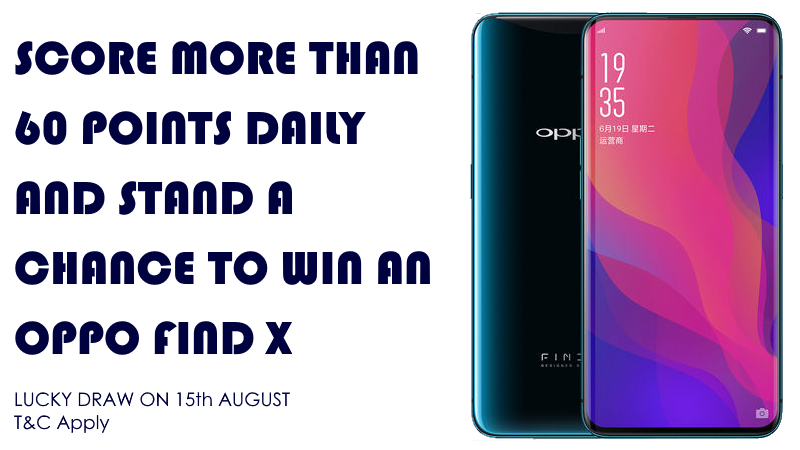 SCORE MORE THAN
60 POINTS DAILY
AND STAND A
CHANCE TO WIN AN
OPPO FIND X
LUCKY DRAW ON 15th AUGUST
T&C Apply
19
35
6月19日 星期二
运营商
opp
FIND